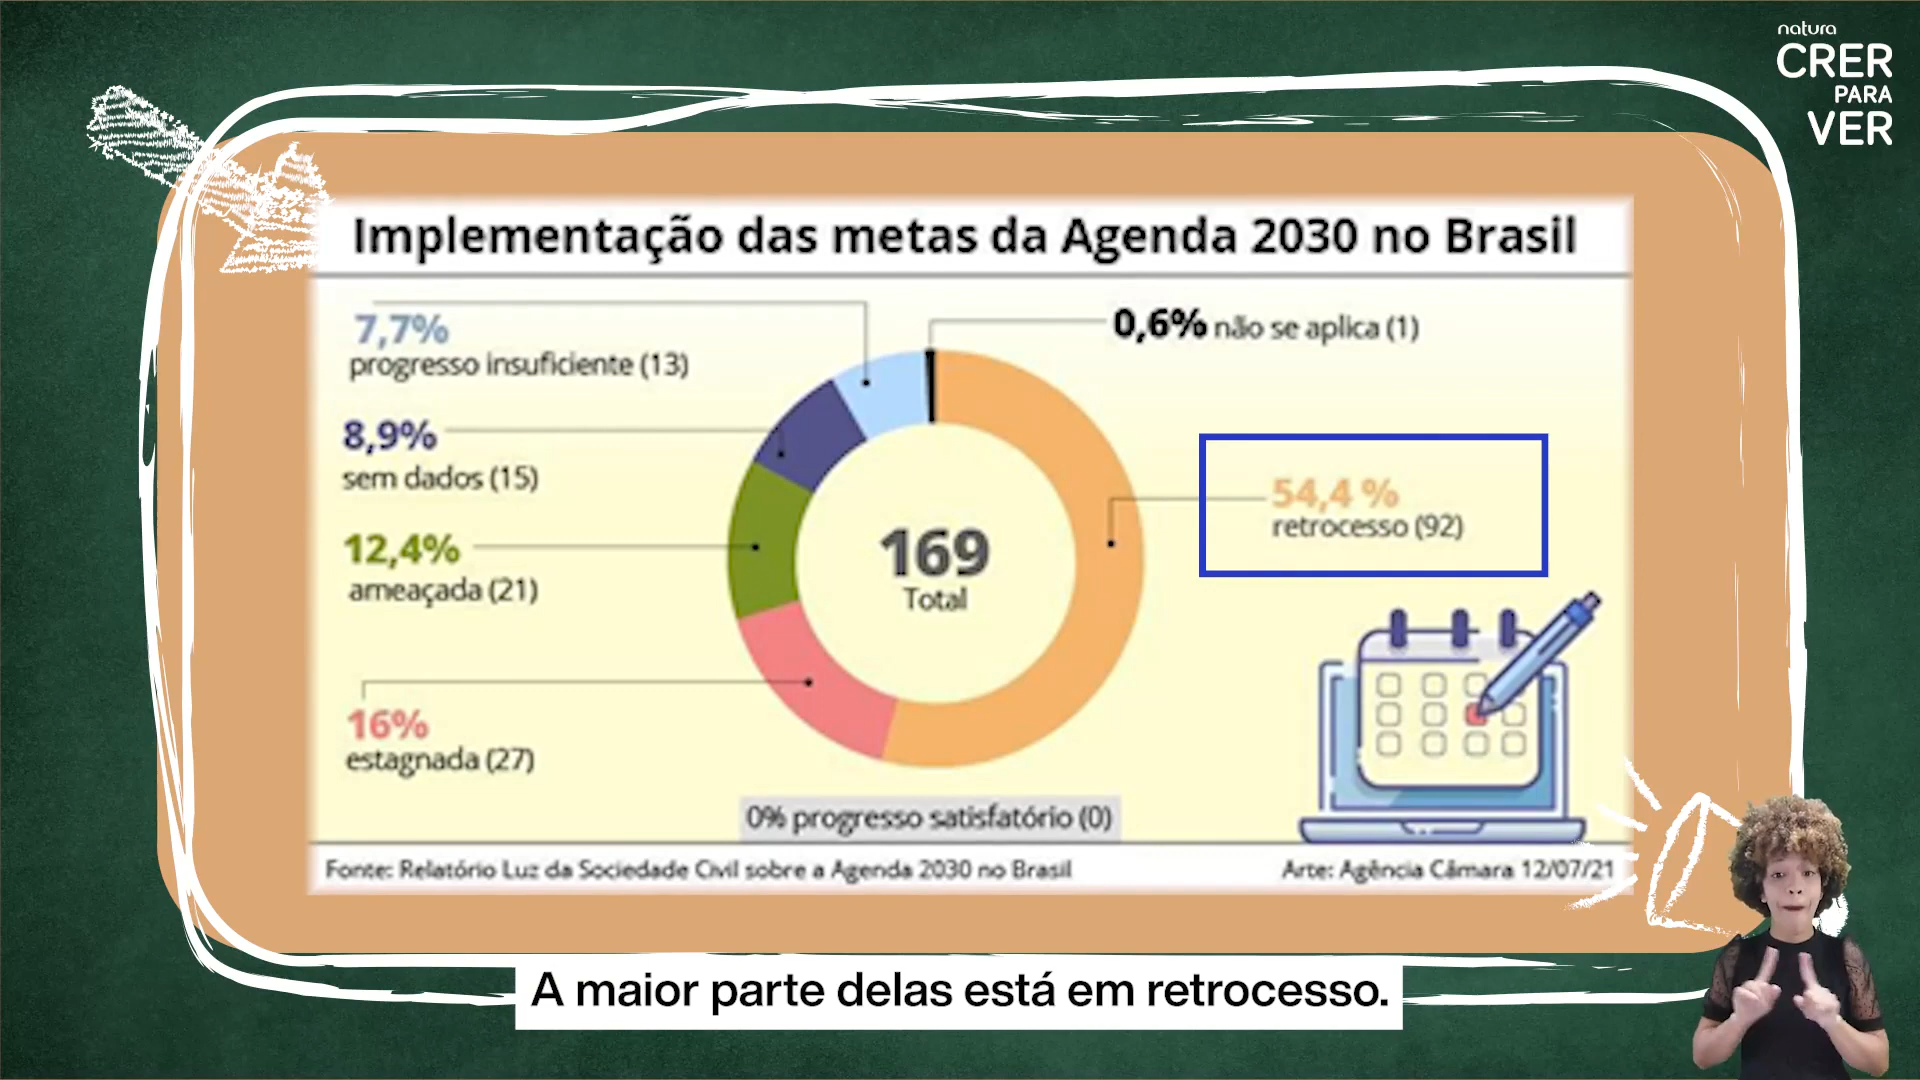 natura
CRER
PARA
VER
Implementação das metas da Agenda 2030 no Brasil
7,7%
progresso insuficiente (13)
0,6% não se aplica (1)
8,9%
sem dados (15)
54,4 %
retrocesso (92)
12,4%
ameaçada (21)
169
Total
16%
estagnada (27)
0% progresso satisfatório (0)
Fonte: Relatório Luz da Sociedade Civil sobre a Agenda 2030 no Brasil
Arte: Agência Câmara 12/07/21
A maior parte delas está em retrocesso.